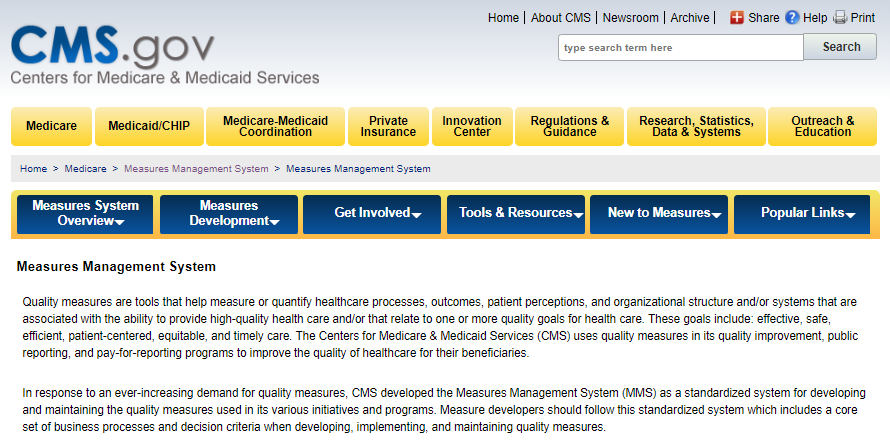 Home | About CMS | Newsroom | Archive | Share Help Print
CMS.gov
Centers for Medicare & Medicaid Services
type search term here Search
Medicare
Medicaid/CHIP
Medicare-Medicaid
Coordination
Private
Insurance
Innovation
Center
Regulations &
Guidance
Research, Statistics,
Data & Systems
Outreach &
Education
Home > Medicare > Measures Management System > Measures Management System
Measures System
Overview
Measures
Development
Get Involved
Tools & Resources
New to Measures
Popular Links
Measures Management System
Quality measures are tools that help measure or quantify healthcare processes, outcomes, patient perceptions, and organizational structure and/or systems that are
associated with the ability to provide high-quality health care and/or that relate to one or more quality goals for health care. These goals include: effective, safe,
efficient, patient-centered, equitable, and timely care. The Centers for Medicare & Medicaid Services (CMS) uses quality measures in its quality improvement, public
reporting, and pay-for-reporting programs to improve the quality of healthcare for their beneficiaries.
In response to an ever-increasing demand for quality measures, CMS developed the Measures Management System (MMS) as a standardized system for developing
and maintaining the quality measures used in its various initiatives and programs. Measure developers should follow this standardized system which includes a core
set of business processes and decision criteria when developing, implementing, and maintaining quality measures.